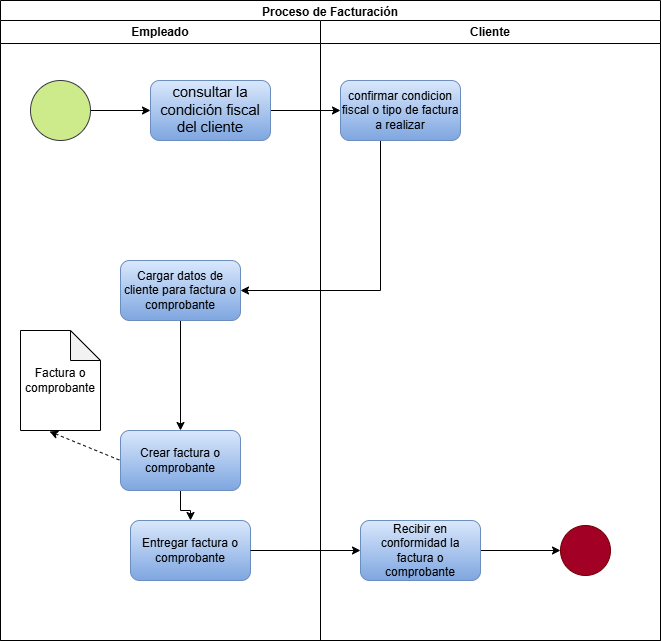 Proceso de Facturación
Empleado
Cliente
consultar la
condición fiscal
del cliente
confirmar condicion
fiscal o tipo de factura
a realizar
Cargar datos de
cliente para factura o
comprobante
Factura o
comprobante
Crear factura o
comprobante
Entregar factura o
comprobante
Recibir en
conformidad la
factura o
comprobante